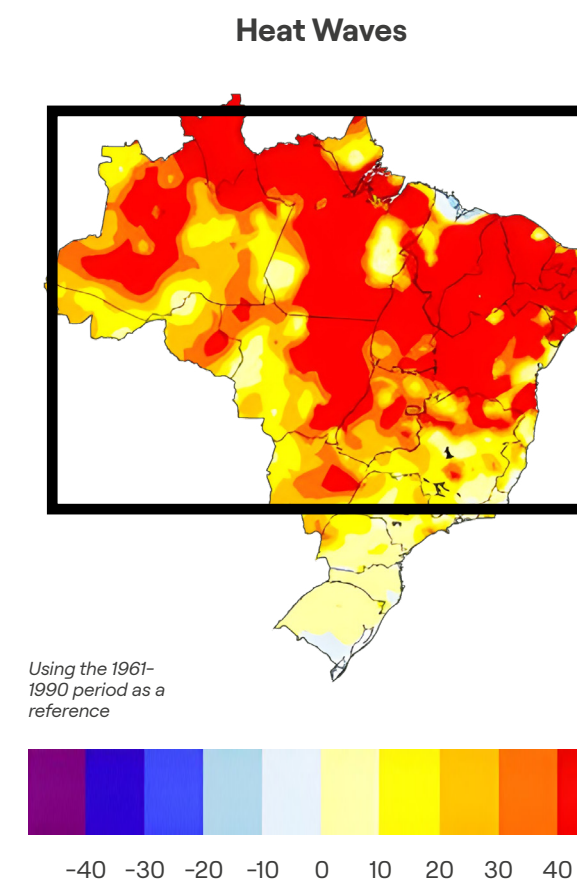 Heat Waves
Using the 1961-
1990 period as a
reference
-40 -30 -20 -10 0 10 20 30 40